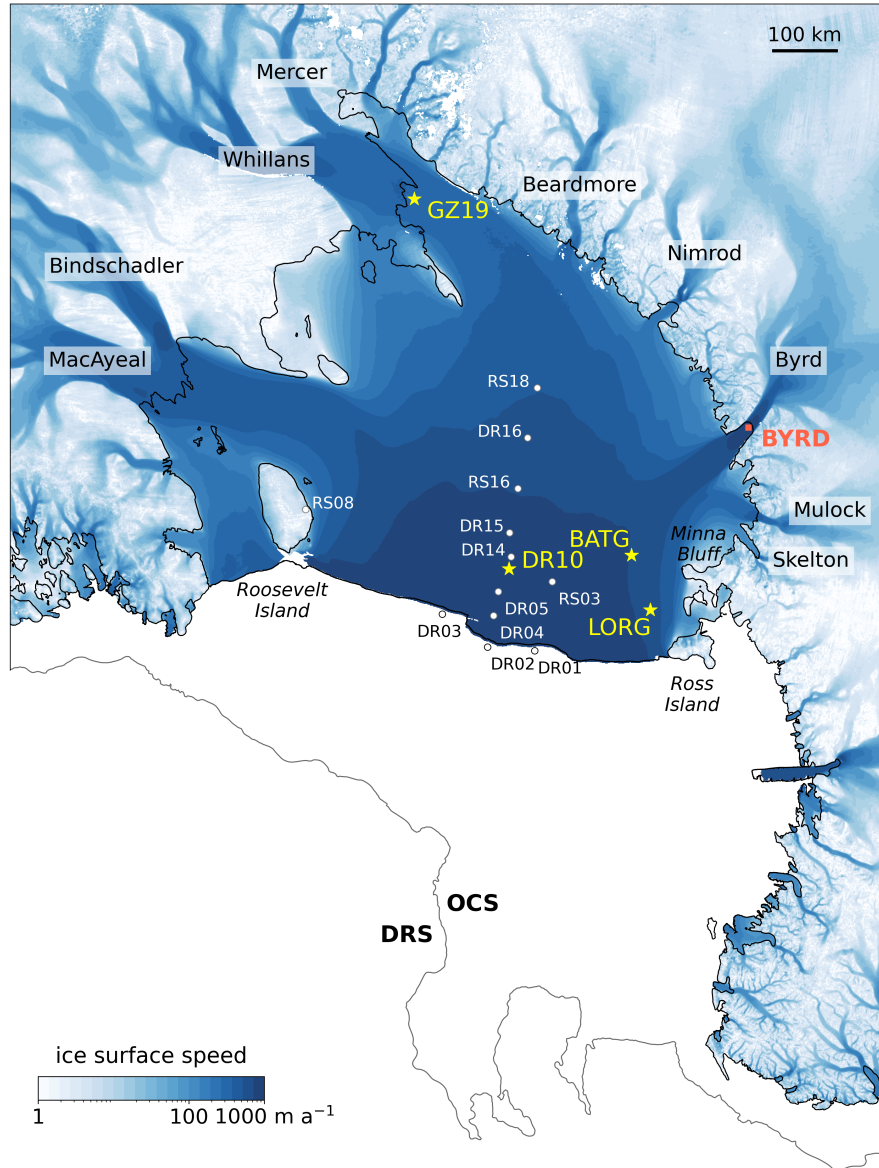 100 km
Mercer
Whillans
Beardmore
GZ19
Nimrod
Bindschadler
MacAyeal
Byrd
RS18
DR16
BYRD
RS16
RS08
Mulock
DR15
Minna
Bluff
BATG
DR14
DR10
Skelton
Roosevelt
Island
RS03
DR05
DR03
DR04
LORG
DR02
DR01
Ross
Island
OCS
DRS
ice surface speed
1 100 1000 m a⁻¹